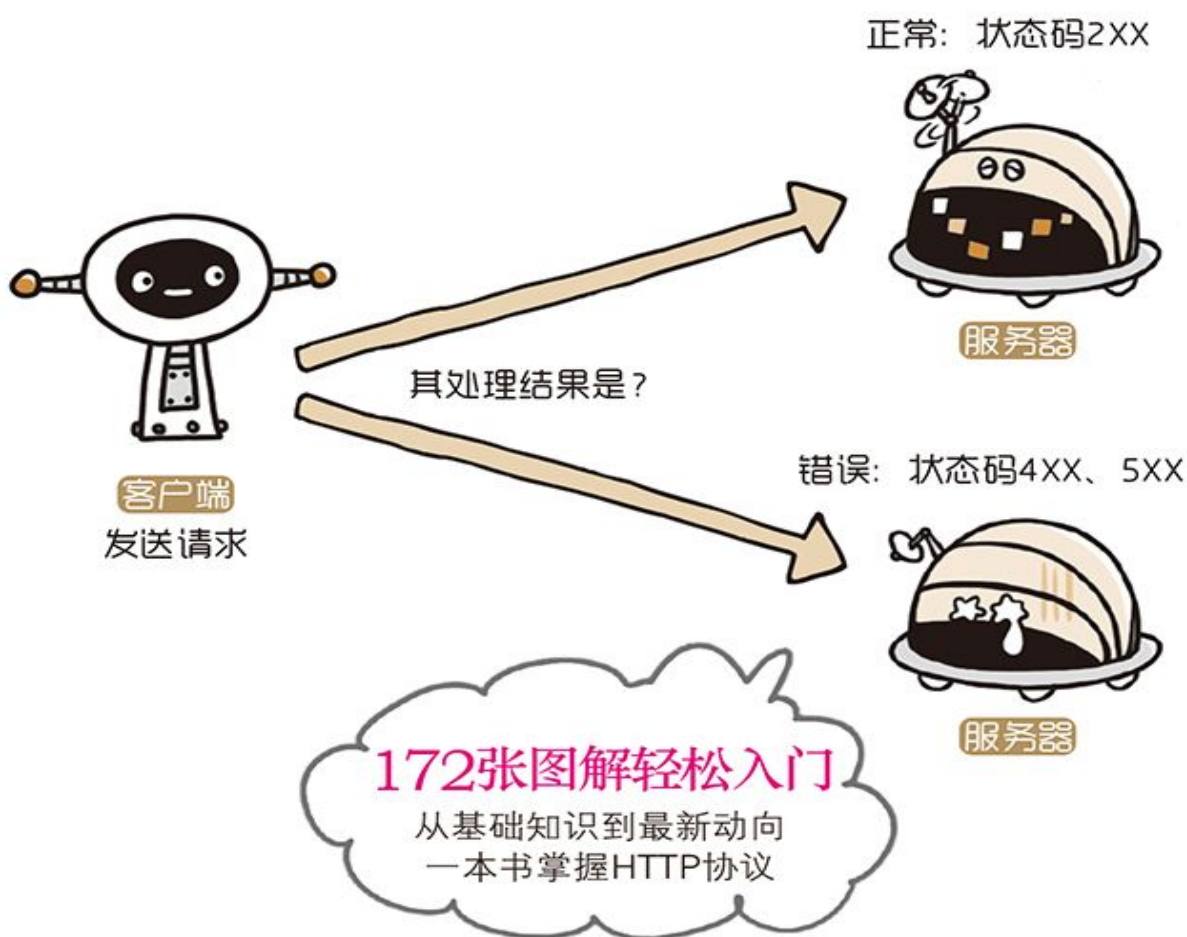 正常: 状态码2XX
服务器
其处理结果是?
客户端
发送请求
错误: 状态码4XX、5XX
服务器
172张图解轻松入门
从基础知识到最新动向
一本书掌握HTTP协议